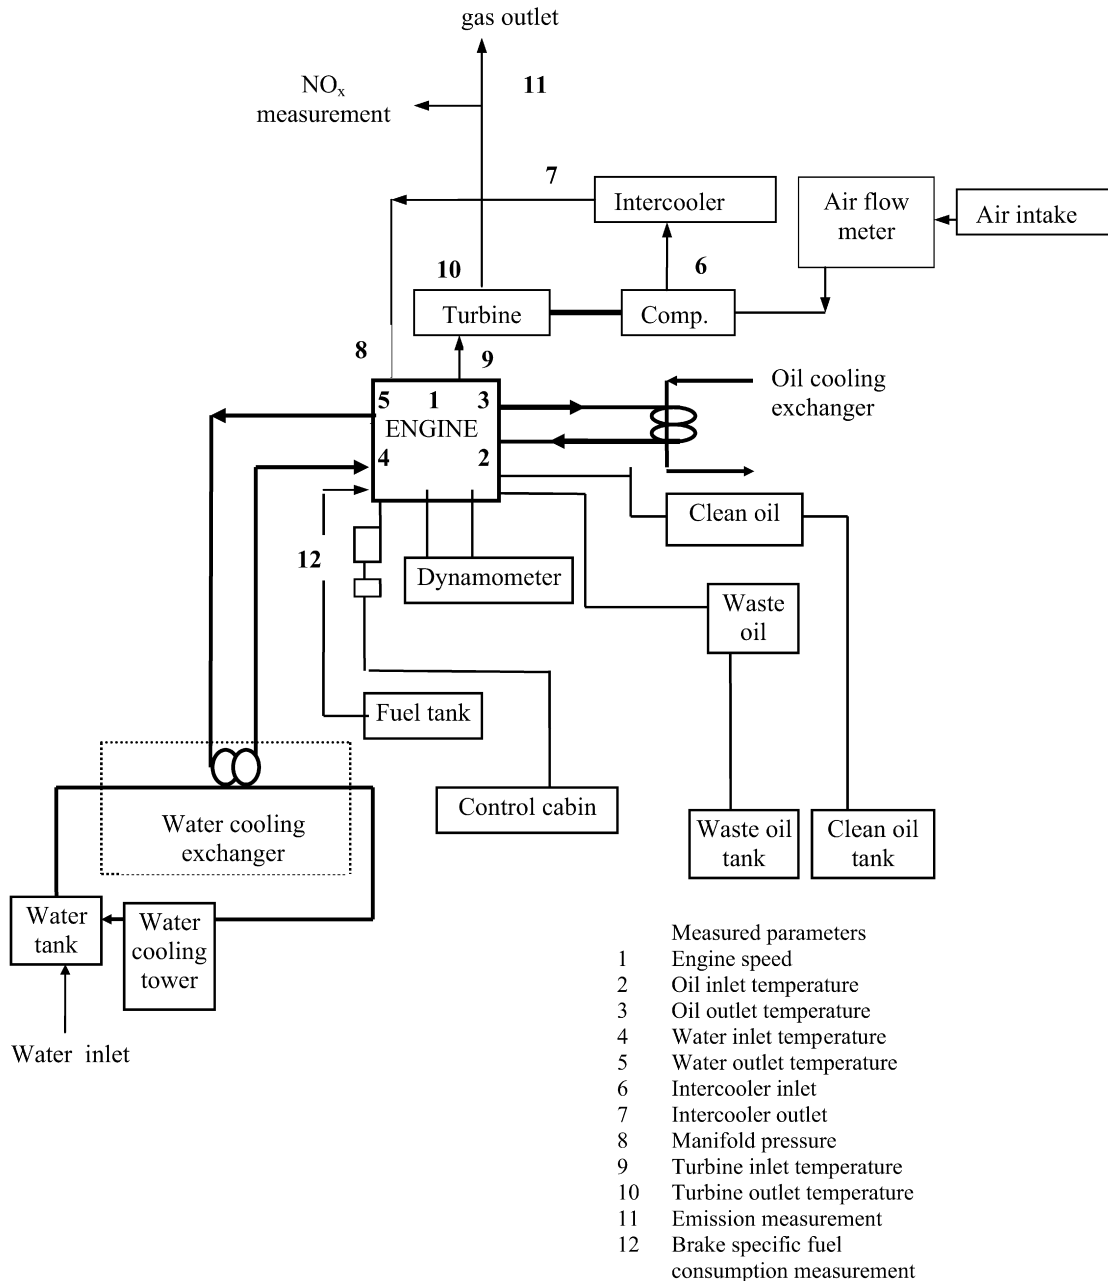 gas outlet
11
NOx
measurement
7
Intercooler
Air flow
meter
Air intake
10
6
Turbine
Comp.
8
9
Oil cooling
exchanger
5
1
3
ENGINE
4
2
Clean oil
12
Dynamometer
Waste
oil
Fuel tank
Control cabin
Water cooling
exchanger
Waste oil
tank
Clean oil
tank
Water
tank
Water
cooling
tower
Water inlet
Measured parameters
1 Engine speed
2 Oil inlet temperature
3 Oil outlet temperature
4 Water inlet temperature
5 Water outlet temperature
6 Intercooler inlet
7 Intercooler outlet
8 Manifold pressure
9 Turbine inlet temperature
10 Turbine outlet temperature
11 Emission measurement
12 Brake specific fuel
consumption measurement